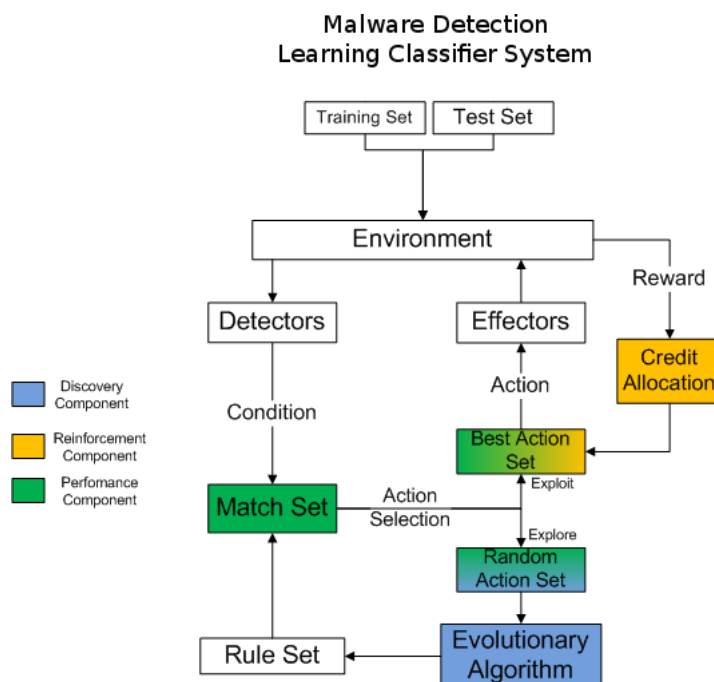 Malware Detection
Learning Classifier System
Training Set
Test Set
Environment
Reward
Detectors
Effectors
Credit
Allocation
Discovery
Component
Action
Condition
Reinforcement
Component
Best Action
Set
Perfomance
Component
Match Set
Action
Selection
Exploit
Explore
Random
Action Set
Rule Set
Evolutionary
Algorithm